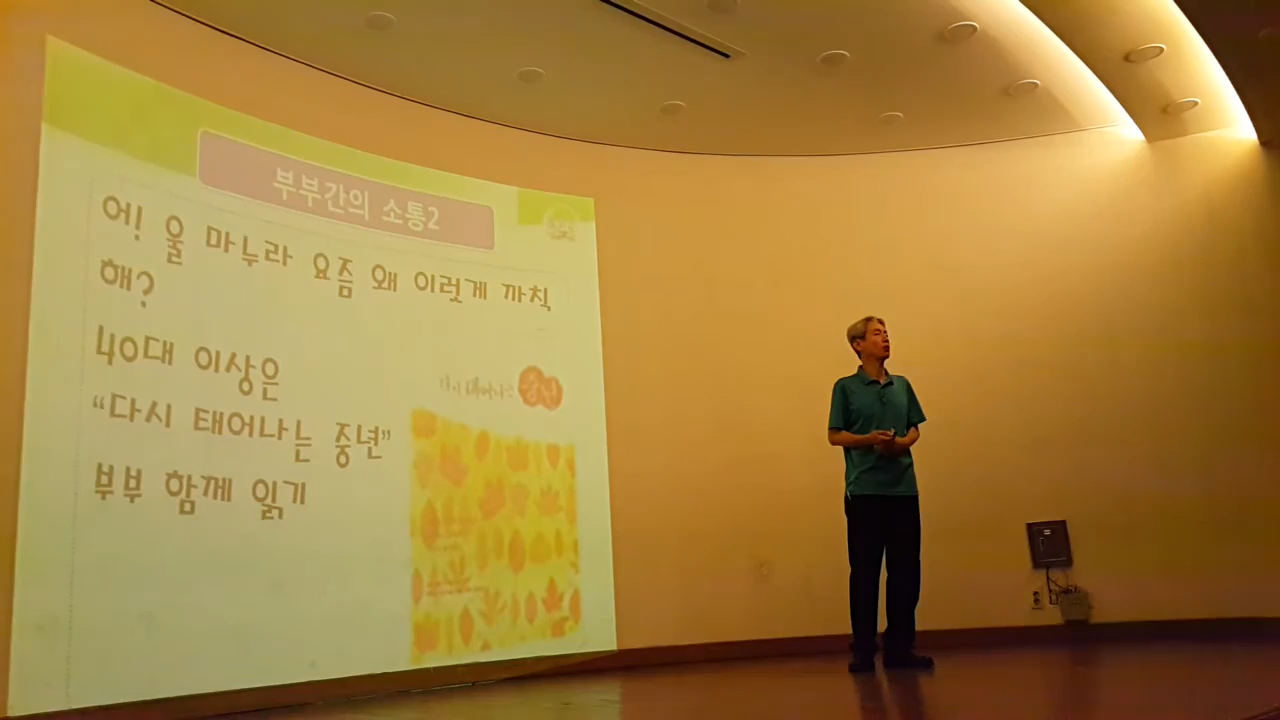 부부간의 소통2
어! 울 마누라 요즘 왜 이렇게 까칠
해?
40대 이상은
“다시 태어나는 중년”
부부 함께 읽기
다시 태어나는 중년